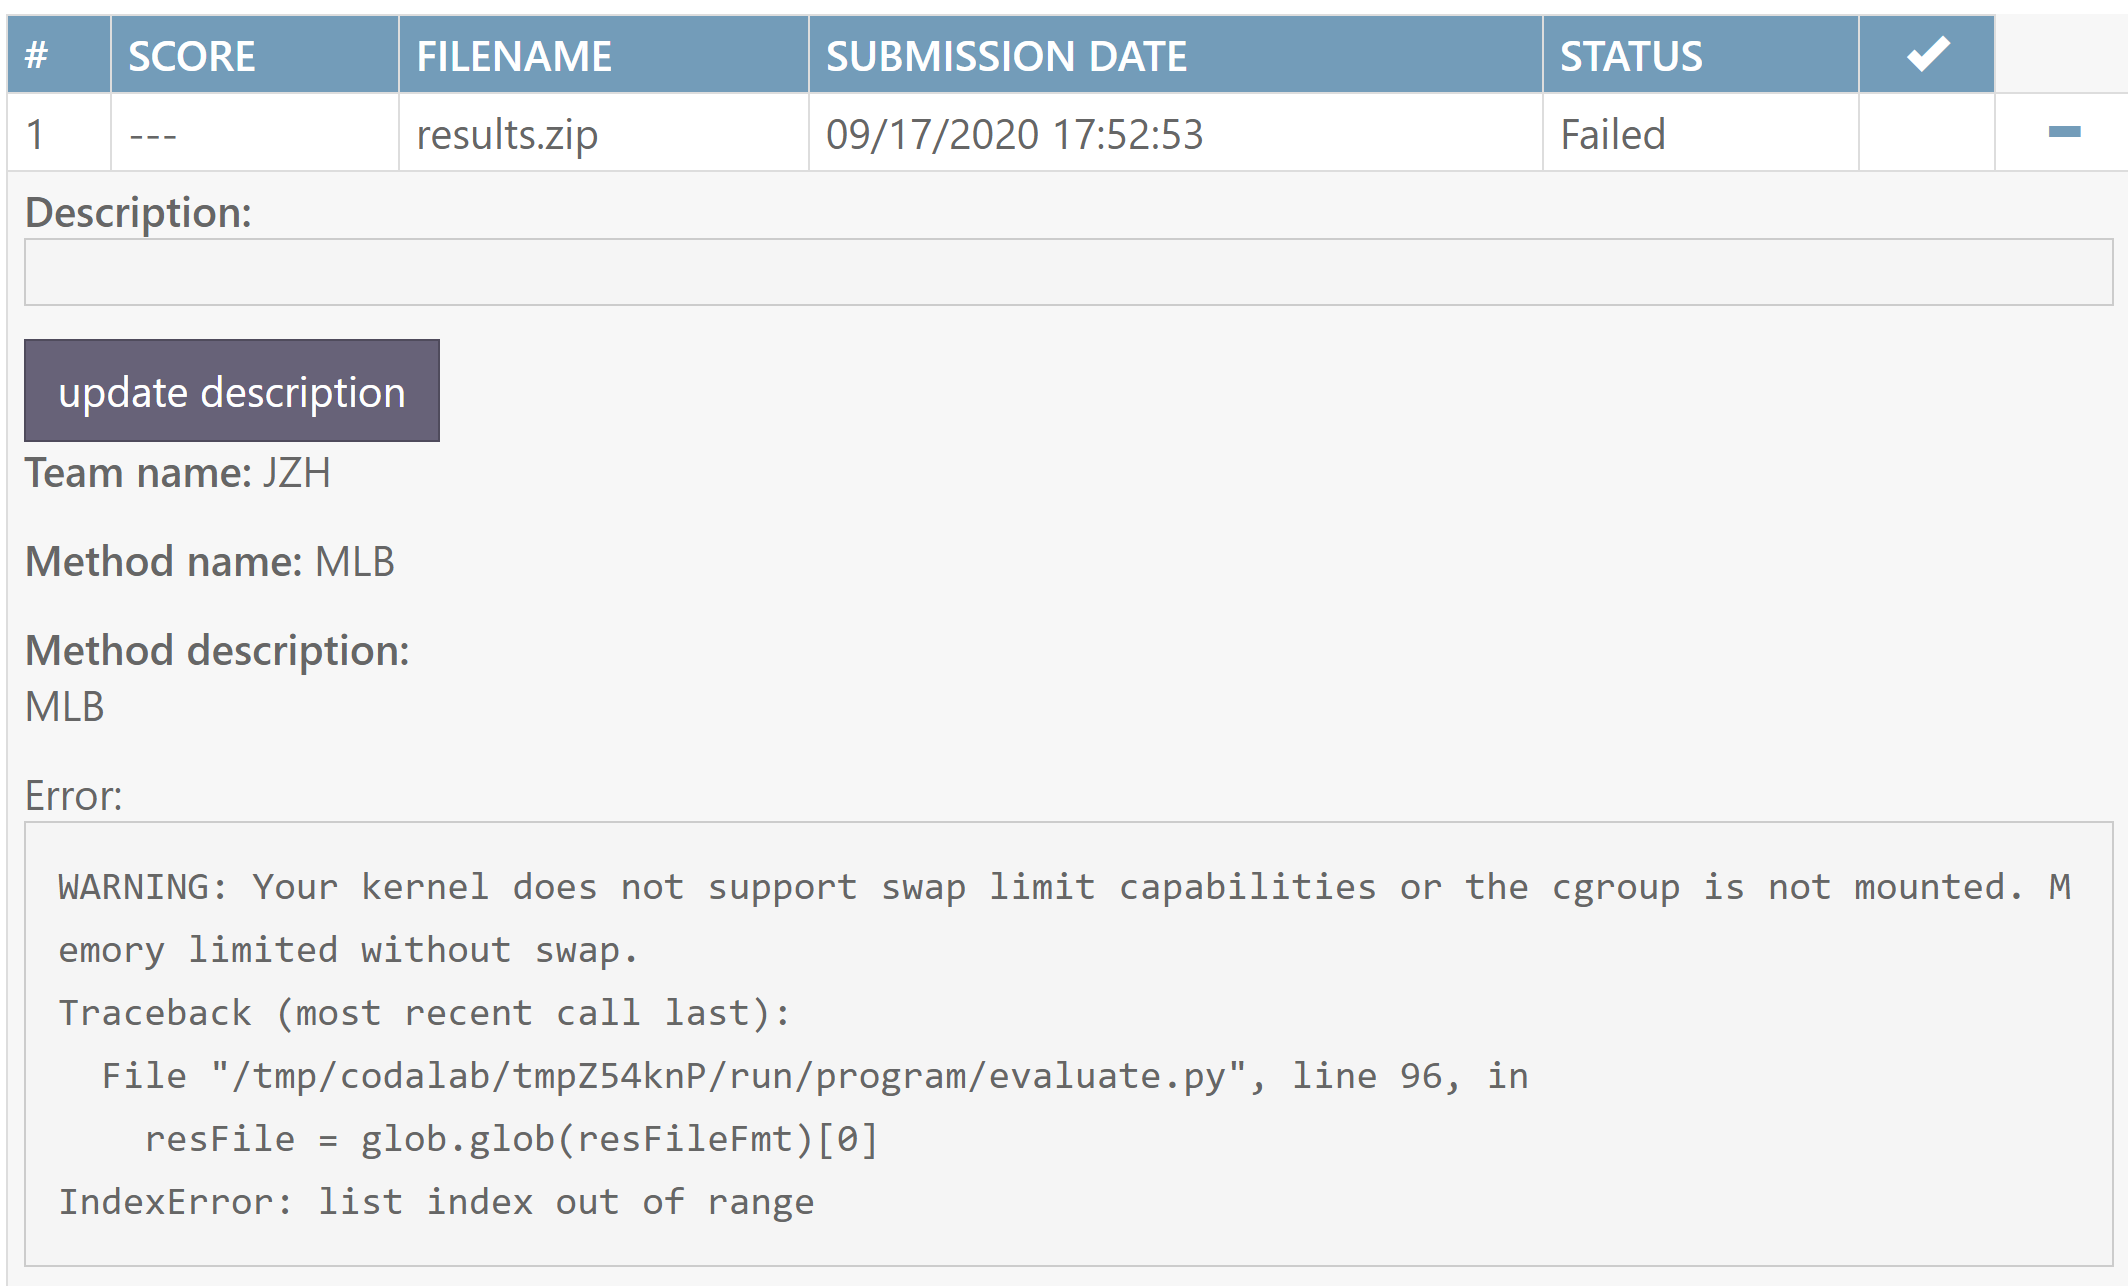 # SCORE FILENAME SUBMISSION DATE STATUS ✔
1 --- results.zip 09/17/2020 17:52:53 Failed
Description:
update description
Team name: JZH
Method name: MLB
Method description:
MLB
Error:
WARNING: Your kernel does not support swap limit capabilities or the cgroup is not mounted. M
emory limited without swap.
Traceback (most recent call last):
  File "/tmp/codalab/tmpZ54knP/run/program/evaluate.py", line 96, in
    resFile = glob.glob(resFileFmt)[0]
IndexError: list index out of range